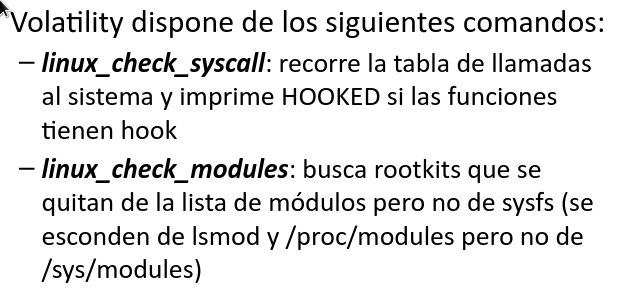 Volatility dispone de los siguientes comandos:
– linux_check_syscall: recorre la tabla de llamadas
al sistema y imprime HOOKED si las funciones
tienen hook
– linux_check_modules: busca rootkits que se
quitan de la lista de módulos pero no de sysfs (se
esconden de lsmod y /proc/modules pero no de
/sys/modules)